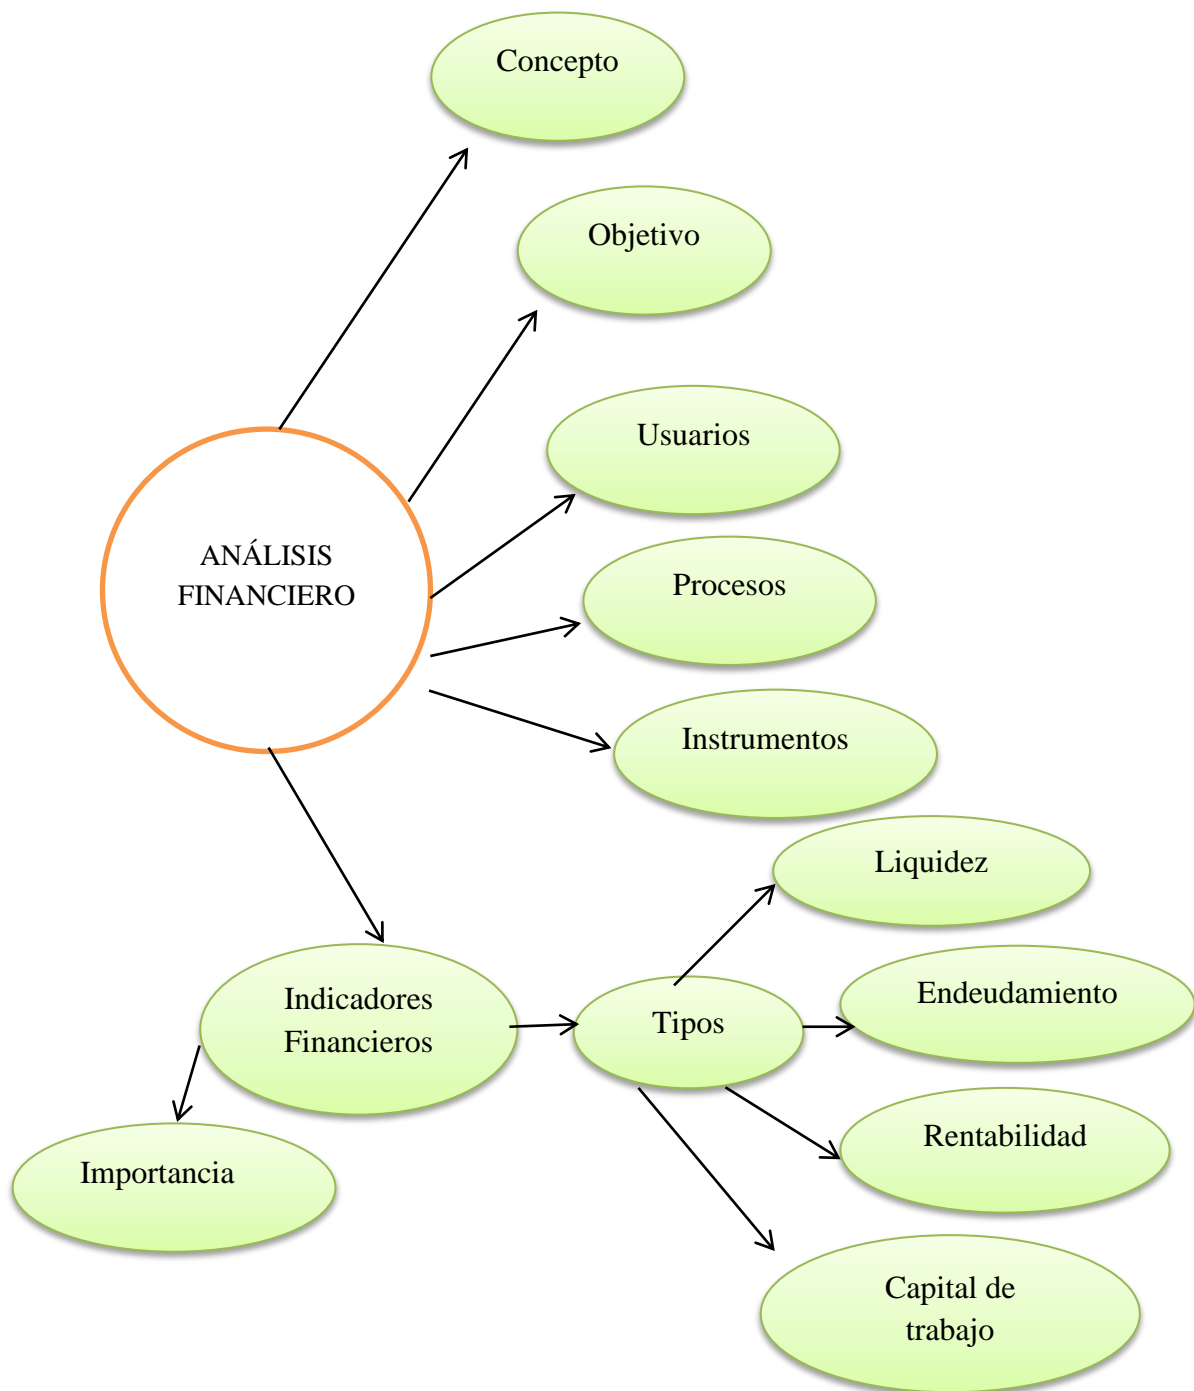 Concepto
Objetivo
Usuarios
ANÁLISIS
FINANCIERO
Procesos
Instrumentos
Liquidez
Indicadores
Financieros
Tipos
Endeudamiento
Rentabilidad
Importancia
Capital de
trabajo